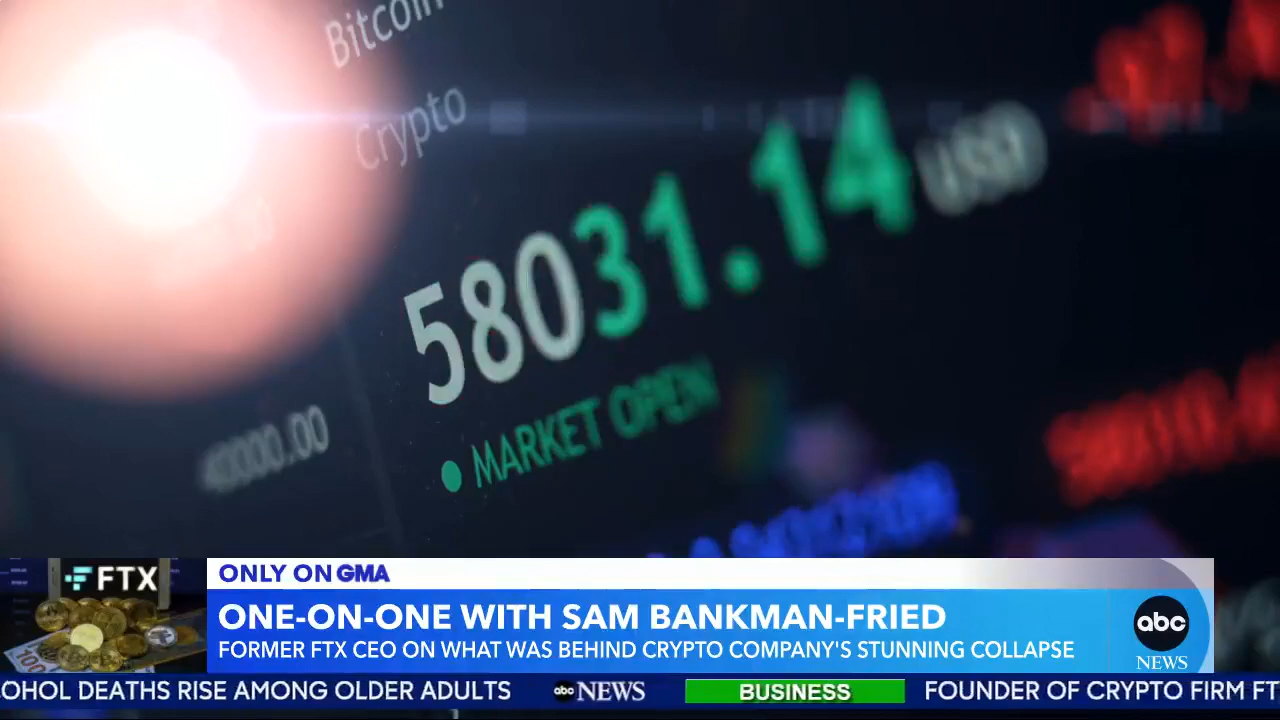 Bitcoin
Crypto
58031.14 USD
MARKET OPEN
40000.00
FTX
ONLY ON GMA
ONE-ON-ONE WITH SAM BANKMAN-FRIED
FORMER FTX CEO ON WHAT WAS BEHIND CRYPTO COMPANY'S STUNNING COLLAPSE
abc
NEWS
OHOL DEATHS RISE AMONG OLDER ADULTS
abc NEWS
BUSINESS
FOUNDER OF CRYPTO FIRM FT